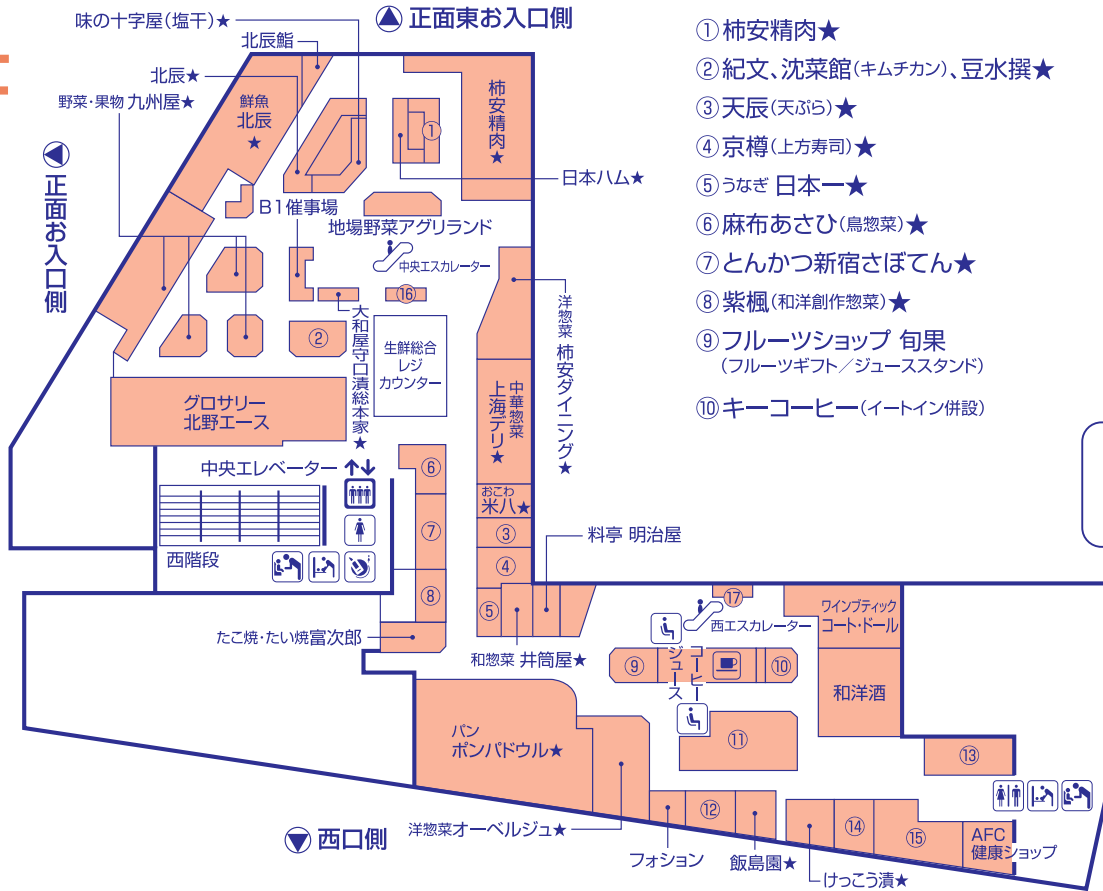 味の十字屋(塩干)★
正面東お入口側
北辰鮨
北辰★
野菜・果物 九州屋★
鮮魚
北辰
★
①
柿安精肉★
日本ハム★
正面お入口側
B1催事場
地場野菜アグリランド
中央エスカレーター
⑯
②
大和屋守口漬総本家★
生鮮総合
レジ
カウンター
洋惣菜 柿安ダイニング★
グロサリー
北野エース
中華惣菜
上海デリ★
中央エレベーター
西階段
⑥
⑦
⑧
おこわ
米八★
③
④
⑤
料亭 明治屋
たこ焼・たい焼富次郎
和惣菜 井筒屋★
⑰
西エスカレーター
ワインブティック
コート・ドール
⑨
ジュース
コーヒー
⑩
和洋酒
パン
ポンパドウル★
⑪
⑬
洋惣菜オーベルジュ★
西口側
⑫
フォション
飯島園★
⑭
⑮
けっこう漬★
AFC
健康ショップ
①柿安精肉★
②紀文、沈菜館(キムチカン)、豆水撰★
③天辰(天ぷら)★
④京樽(上方寿司)★
⑤うなぎ 日本一★
⑥麻布あさひ(鳥惣菜)★
⑦とんかつ新宿さぼてん★
⑧紫楓(和洋創作惣菜)★
⑨フルーツショップ 旬果
(フルーツギフト／ジューススタンド)
⑩キーコーヒー(イートイン併設)